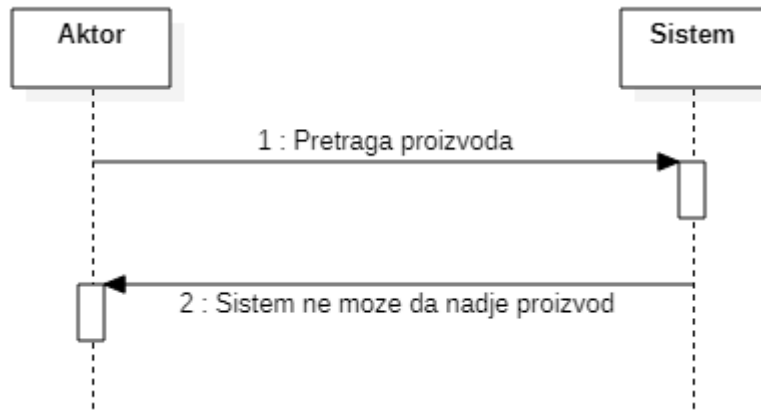 Aktor
Sistem
1 : Pretraga proizvoda
2 : Sistem ne moze da nadje proizvod